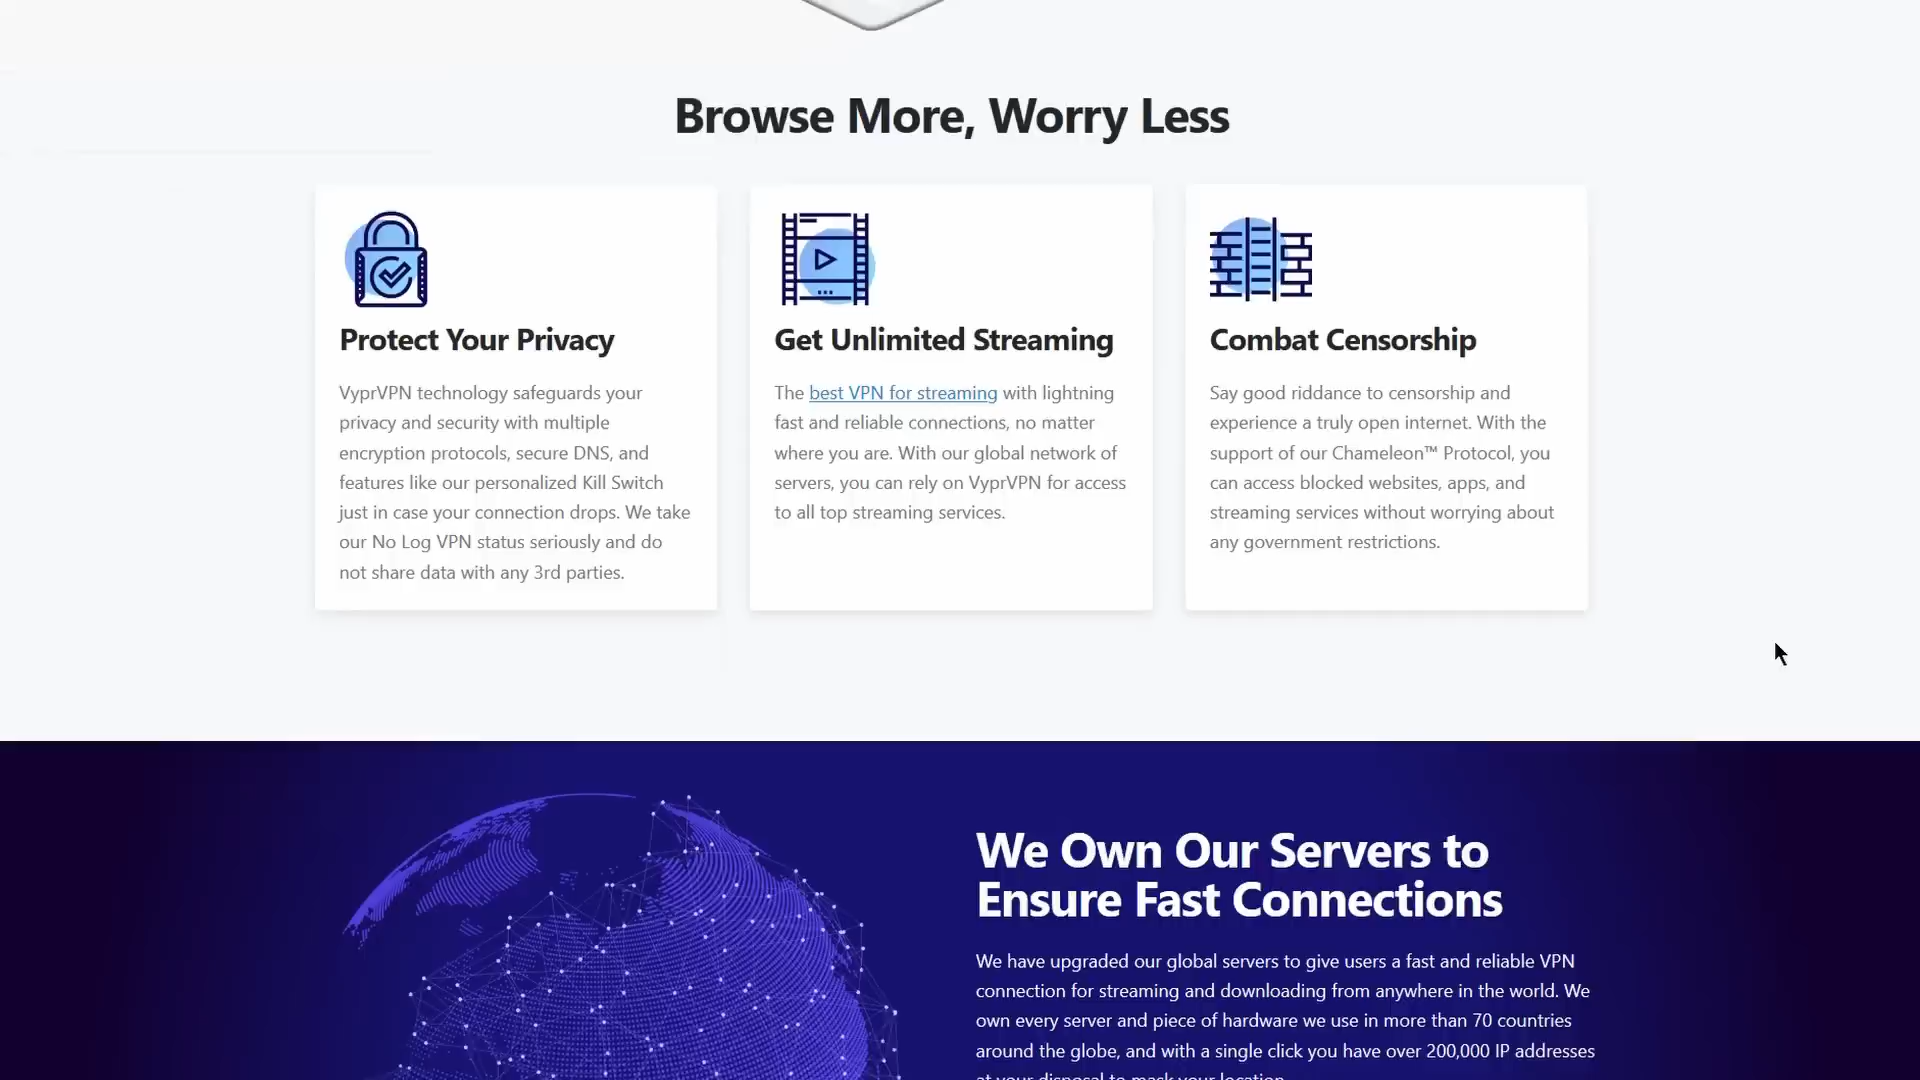 Browse More, Worry Less
Protect Your Privacy
VyprVPN technology safeguards your
privacy and security with multiple
encryption protocols, secure DNS, and
features like our personalized Kill Switch
just in case your connection drops. We take
our No Log VPN status seriously and do
not share data with any 3rd parties.
Get Unlimited Streaming
The best VPN for streaming with lightning
fast and reliable connections, no matter
where you are. With our global network of
servers, you can rely on VyprVPN for access
to all top streaming services.
Combat Censorship
Say good riddance to censorship and
experience a truly open internet. With the
support of our Chameleon™ Protocol, you
can access blocked websites, apps, and
streaming services without worrying about
any government restrictions.
We Own Our Servers to
Ensure Fast Connections
We have upgraded our global servers to give users a fast and reliable VPN
connection for streaming and downloading from anywhere in the world. We
own every server and piece of hardware we use in more than 70 countries
around the globe, and with a single click you have over 200,000 IP addresses
at your disposal to mask your location.